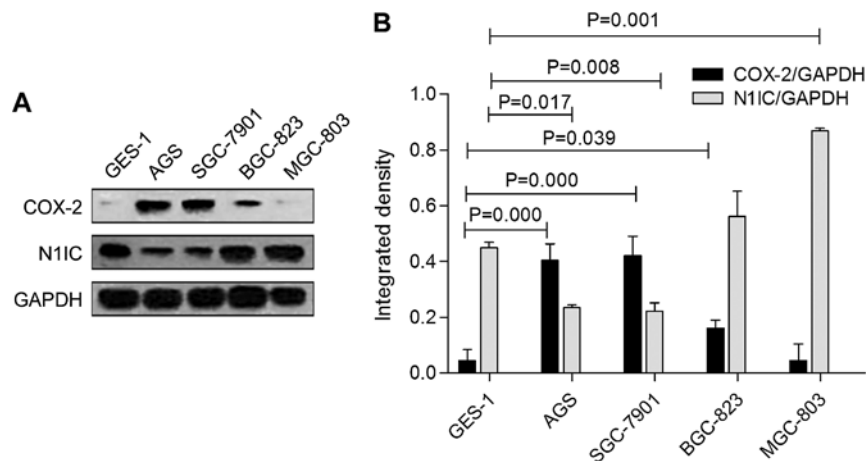 A
GES-1
AGS
SGC-7901
BGC-823
MGC-803
COX-2
N1IC
GAPDH
B
P=0.001
P=0.008
P=0.017
P=0.039
P=0.000
P=0.000
COX-2/GAPDH
N1IC/GAPDH
Integrated density
1.0
0.8
0.6
0.4
0.2
0.0
GES-1
AGS
SGC-7901
BGC-823
MGC-803